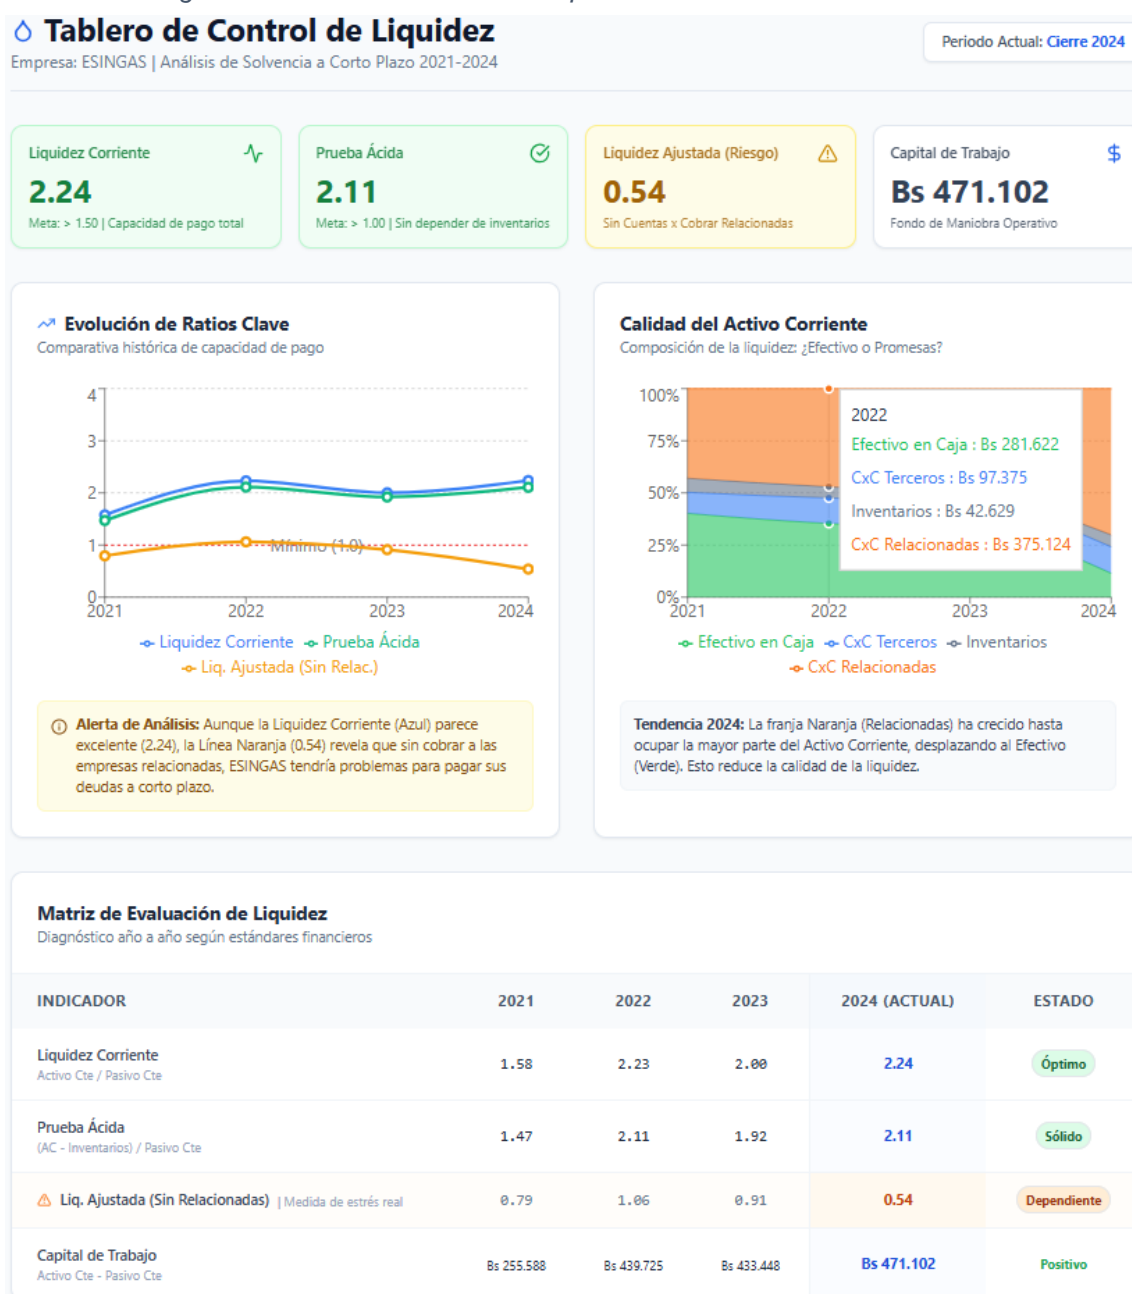 Tablero de Control de Liquidez
Empresa: ESINGAS | Análisis de Solvencia a Corto Plazo 2021-2024
Periodo Actual: Cierre 2024
Liquidez Corriente
2.24
Meta: > 1.50 | Capacidad de pago total
Prueba Ácida
2.11
Meta: > 1.00 | Sin depender de inventarios
Liquidez Ajustada (Riesgo)
0.54
Sin Cuentas x Cobrar Relacionadas
Capital de Trabajo
$
Bs 471.102
Fondo de Maniobra Operativo
Evolución de Ratios Clave
Comparativa histórica de capacidad de pago
4
3
2
1
0
Mínimo (1.0)
2021 2022 2023 2024
Liquidez Corriente Prueba Ácida
Liq. Ajustada (Sin Relac.)
Alerta de Análisis: Aunque la Liquidez Corriente (Azul) parece
excelente (2.24), la Línea Naranja (0.54) revela que sin cobrar a las
empresas relacionadas, ESINGAS tendría problemas para pagar sus
deudas a corto plazo.
Calidad del Activo Corriente
Composición de la liquidez: ¿Efectivo o Promesas?
100%
75%
50%
25%
0%
2022
Efectivo en Caja : Bs 281.622
CxC Terceros : Bs 97.375
Inventarios : Bs 42.629
CxC Relacionadas : Bs 375.124
2021 2022 2023 2024
Efectivo en Caja CxC Terceros Inventarios
CxC Relacionadas
Tendencia 2024: La franja Naranja (Relacionadas) ha crecido hasta
ocupar la mayor parte del Activo Corriente, desplazando al Efectivo
(Verde). Esto reduce la calidad de la liquidez.
Matriz de Evaluación de Liquidez
Diagnóstico año a año según estándares financieros
INDICADOR 2021 2022 2023 2024 (ACTUAL) ESTADO
Liquidez Corriente
Activo Cte / Pasivo Cte
1.58 2.23 2.00 2.24 Óptimo
Prueba Ácida
(AC - Inventarios) / Pasivo Cte
1.47 2.11 1.92 2.11 Sólido
Liq. Ajustada (Sin Relacionadas) | Medida de estrés real 0.79 1.06 0.91 0.54 Dependiente
Capital de Trabajo
Activo Cte - Pasivo Cte
Bs 255.588 Bs 439.725 Bs 433.448 Bs 471.102 Positivo